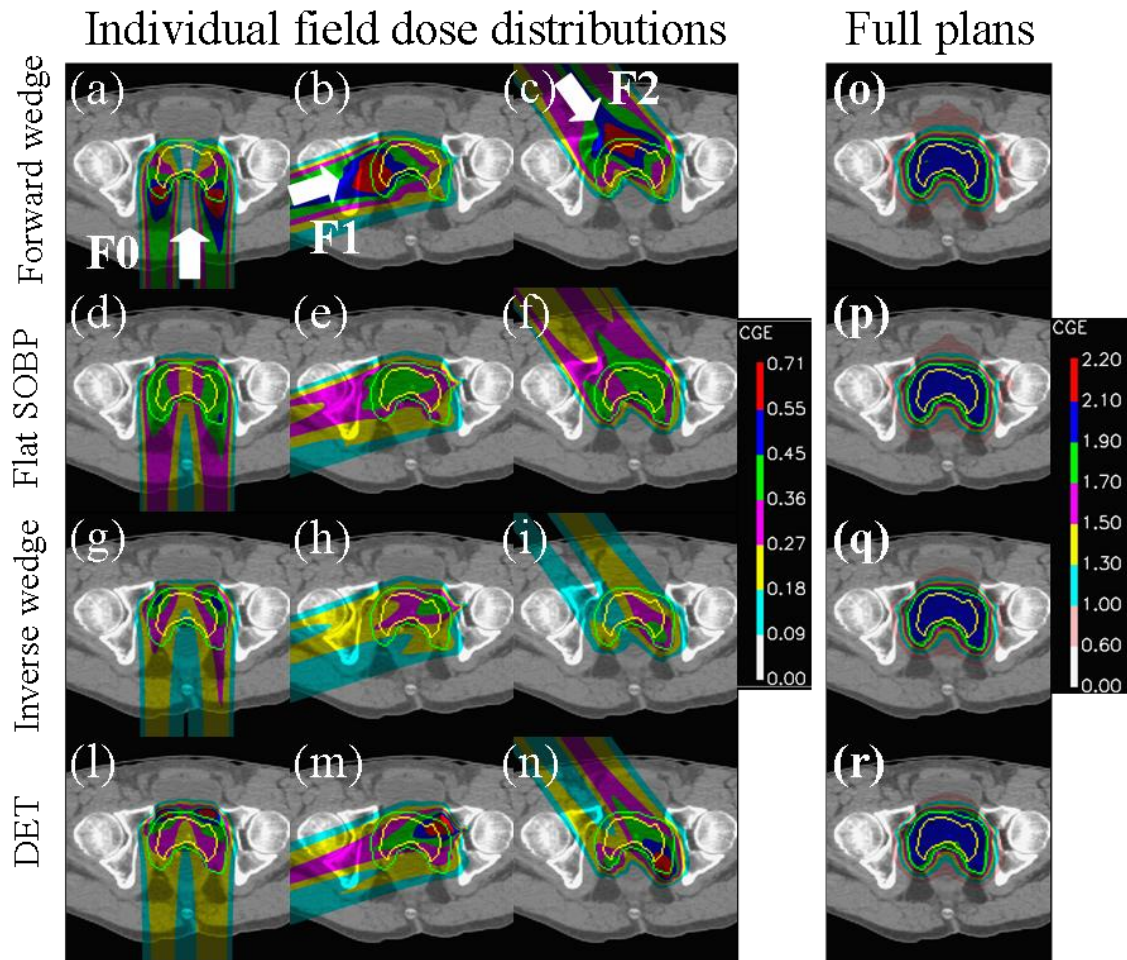 Individual field dose distributions
Full plans
Forward wedge
(a)
F0
(b)
F1
(c)
F2
(o)
Flat SOBP
(d)
(e)
(f)
(p)
CGE
0.71
0.55
0.45
0.36
0.27
0.18
0.09
0.00
CGE
2.20
2.10
1.90
1.70
1.50
1.30
1.00
0.60
0.00
Inverse wedge
(g)
(h)
(i)
(q)
DET
(l)
(m)
(n)
(r)